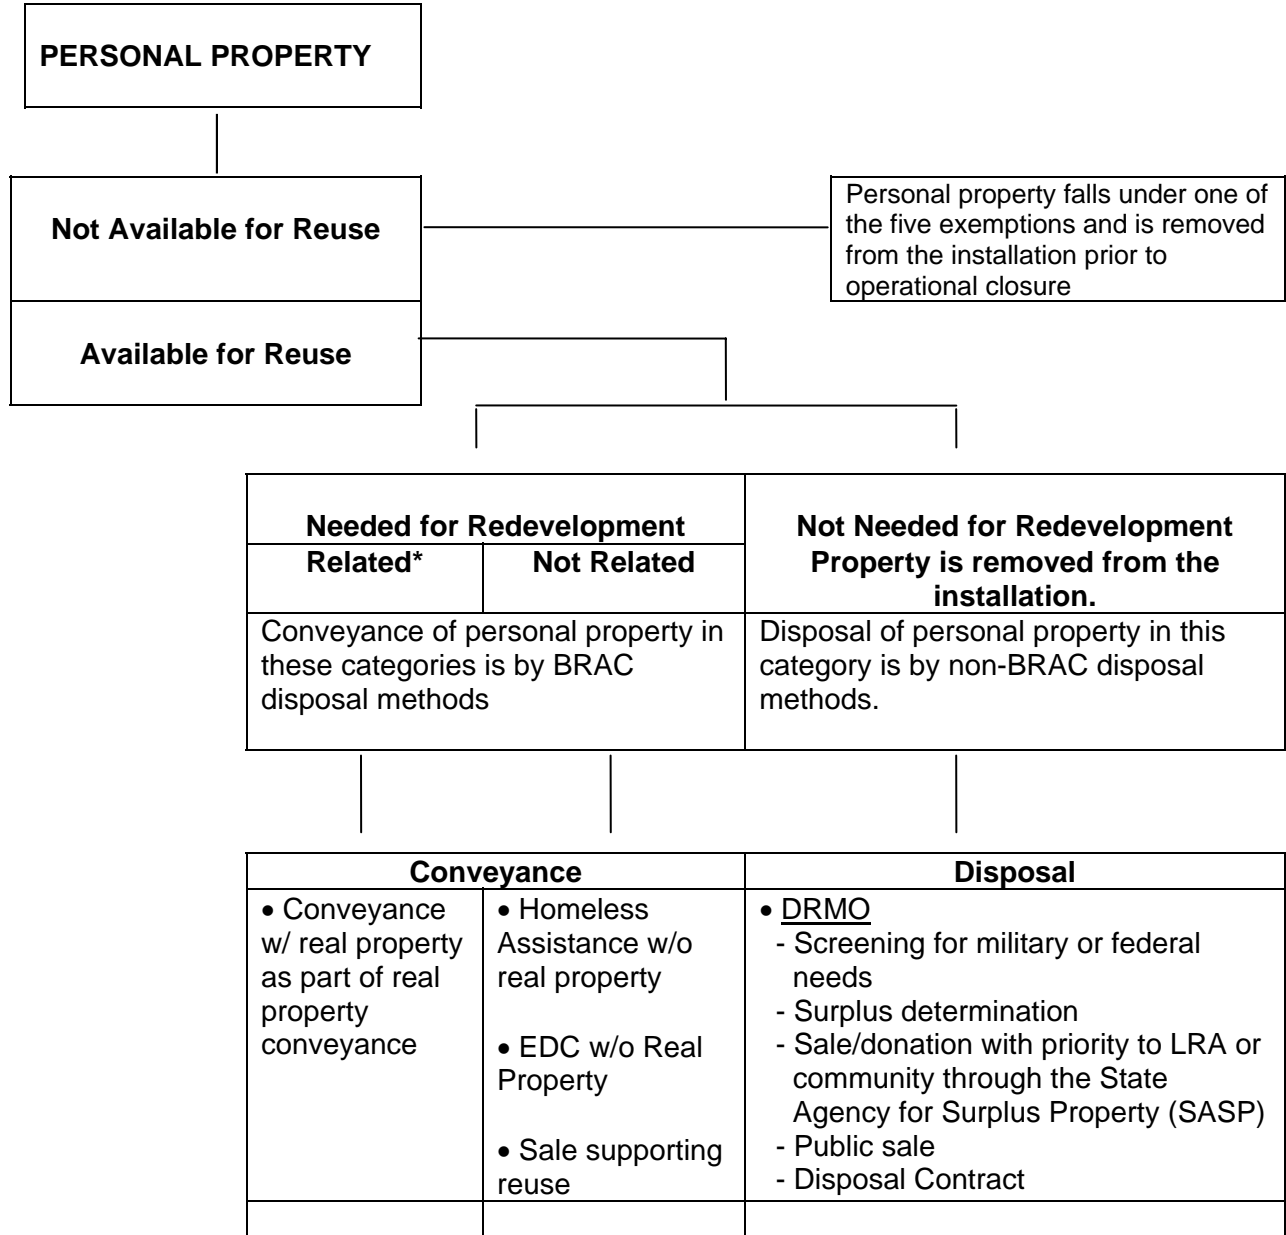 PERSONAL PROPERTY
Not Available for Reuse
Personal property falls under one of
the five exemptions and is removed
from the installation prior to
operational closure
Available for Reuse
Needed for Redevelopment
Related*
Not Related
Not Needed for Redevelopment
Property is removed from the
installation.
Conveyance of personal property in
these categories is by BRAC
disposal methods
Disposal of personal property in this
category is by non-BRAC disposal
methods.
Conveyance
Disposal
• Conveyance
w/ real property
as part of real
property
conveyance
• Homeless
Assistance w/o
real property
• EDC w/o Real
Property
• Sale supporting
reuse
• DRMO
- Screening for military or federal
needs
- Surplus determination
- Sale/donation with priority to LRA or
community through the State
Agency for Surplus Property (SASP)
- Public sale
- Disposal Contract